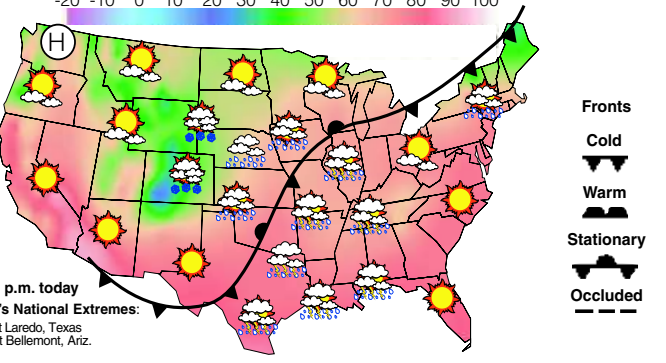 -20 -10 0 10 20 30 40 50 60 70 80 90 100
H
Fronts
Cold
Warm
Stationary
Occluded
p.m. today
's National Extremes:
t Laredo, Texas
t Bellemont, Ariz.